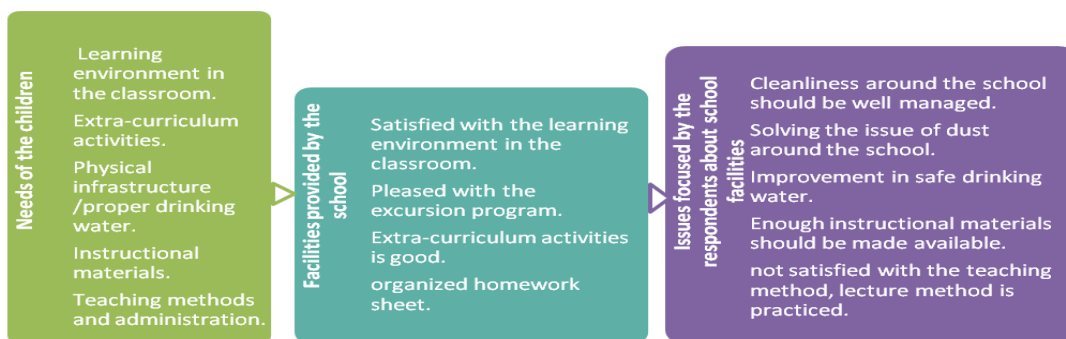 Needs of the children
Learning
environment in
the classroom.
Extra-curriculum
activities.
Physical
infrastructure
/proper drinking
water.
Instructional
materials.
Teaching methods
and administration.
Facilities provided by the
school
Satisfied with the learning
environment in the
classroom.
Pleased with the
excursion program.
Extra-curriculum activities
is good.
organized homework
sheet.
Issues focused by the
respondents about school
facilities
Cleanliness around the school
should be well managed.
Solving the issue of dust
around the school.
Improvement in safe drinking
water.
Enough instructional materials
should be made available.
not satisfied with the teaching
method, lecture method is
practiced.